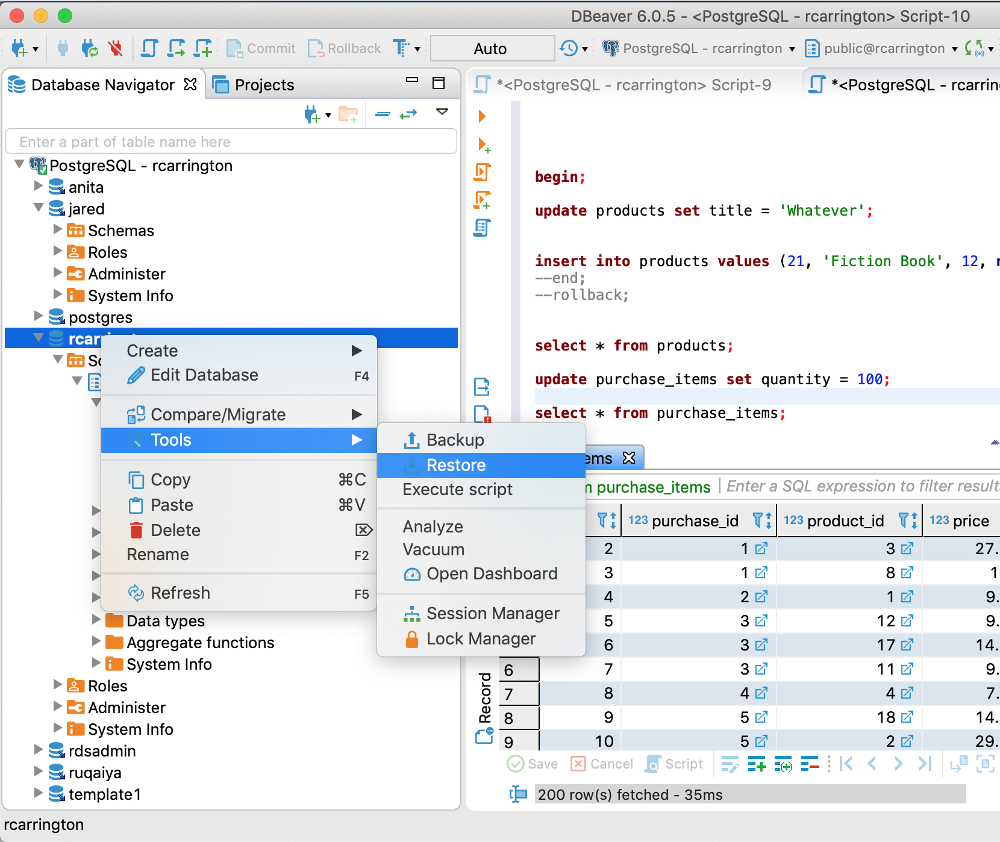 DBeaver 6.0.5 - <PostgreSQL - rcarrington> Script-10
Commit
Rollback
Auto
PostgreSQL - rcarrington
public@rcarrington
Database Navigator
Projects
*<PostgreSQL - rcarrington> Script-9
*<PostgreSQL - rcarrin
Enter a part of table name here
PostgreSQL - rcarrington
anita
jared
Schemas
Roles
Administer
System Info
postgres
Create
Edit Database F4
Compare/Migrate
Tools
Copy ⌘C
Paste ⌘V
Delete
Rename F2
Refresh F5
Backup
Restore
Execute script
Analyze
Vacuum
Open Dashboard
Session Manager
Lock Manager
Data types
Aggregate functions
System Info
Roles
Administer
System Info
rdsadmin
ruqaiya
template1
rcarrington
begin;
update products set title = 'Whatever';
insert into products values (21, 'Fiction Book', 12,
--end;
--rollback;
select * from products;
update purchase_items set quantity = 100;
select * from purchase_items;
ems
purchase_items Enter a SQL expression to filter results
123 purchase_id 123 product_id 123 price
2 1 3 27.
3 1 8 1
4 2 1 9.
5 3 12 9.
6 3 17 14.
6 7 3 11 9.
7 8 4 4 7.
8 9 5 18 14.
9 10 5 2 29.
Record
Save Cancel Script
200 row(s) fetched - 35ms